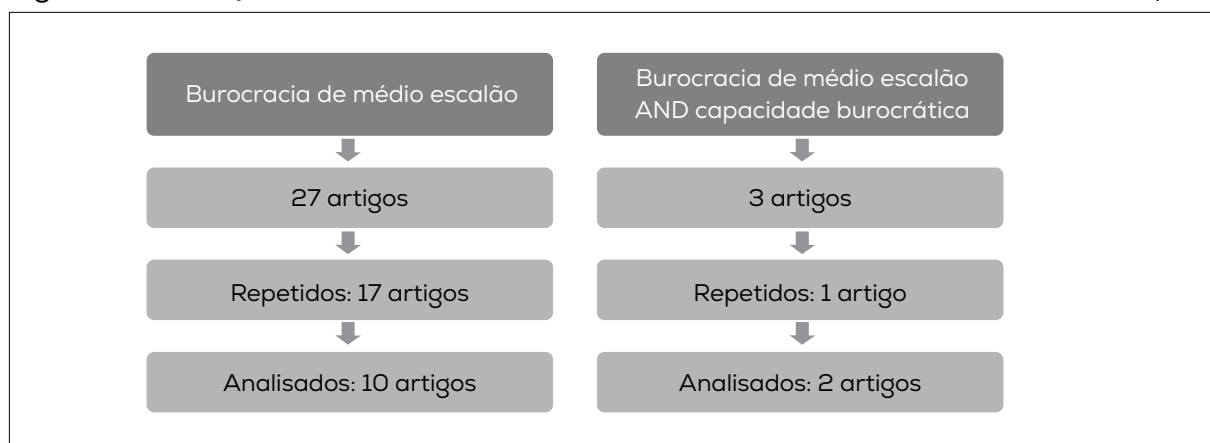 Burocracia de médio escalão
27 artigos
Repetidos: 17 artigos
Analisados: 10 artigos
Burocracia de médio escalão
AND capacidade burocrática
3 artigos
Repetidos: 1 artigo
Analisados: 2 artigos